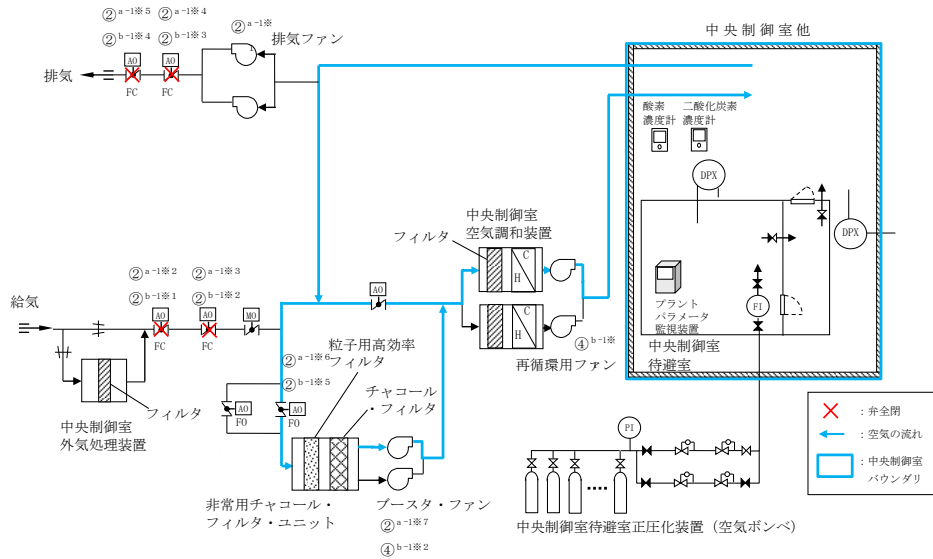 ②a-1※5 ②a-1※4
②b-1※4 ②b-1※3
②a-1※
排気ファン
AO AO
FC FC
排気
中央制御室他
酸素
濃度計
二酸化炭素
濃度計
DPX
DPX
プラント
パラメータ
監視装置
FI
中央制御室
待避室
中央制御室
空気調和装置
フィルタ
C
H
C
H
④b-1※
再循環用ファン
給気
②a-1※2 ②a-1※3
②b-1※1 ②b-1※2
AO AO MO
FC FC
AO
フィルタ
中央制御室
外気処理装置
②a-1※6
②b-1※5
粒子用高効率
フィルタ
AO AO
FO FO
チャコール
・フィルタ
非常用チャコール・
フィルタ・ユニット
ブースタ・ファン
②a-1※7
④b-1※2
PI
中央制御室待避室正圧化装置（空気ボンベ）
：弁全閉
：空気の流れ
：中央制御室
バウンダリ